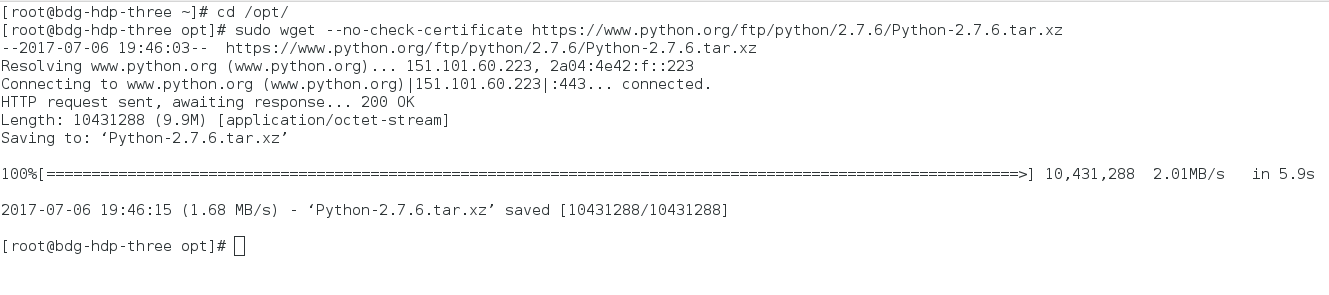 [root@bdg-hdp-three ~]# cd /opt/
[root@bdg-hdp-three opt]# sudo wget --no-check-certificate https://www.python.org/ftp/python/2.7.6/Python-2.7.6.tar.xz
--2017-07-06 19:46:03--  https://www.python.org/ftp/python/2.7.6/Python-2.7.6.tar.xz
Resolving www.python.org (www.python.org)... 151.101.60.223, 2a04:4e42:f::223
Connecting to www.python.org (www.python.org)|151.101.60.223|:443... connected.
HTTP request sent, awaiting response... 200 OK
Length: 10431288 (9.9M) [application/octet-stream]
Saving to: ‘Python-2.7.6.tar.xz’
100%[============================================================================================================>] 10,431,288  2.01MB/s   in 5.9s
2017-07-06 19:46:15 (1.68 MB/s) - ‘Python-2.7.6.tar.xz’ saved [10431288/10431288]
[root@bdg-hdp-three opt]#